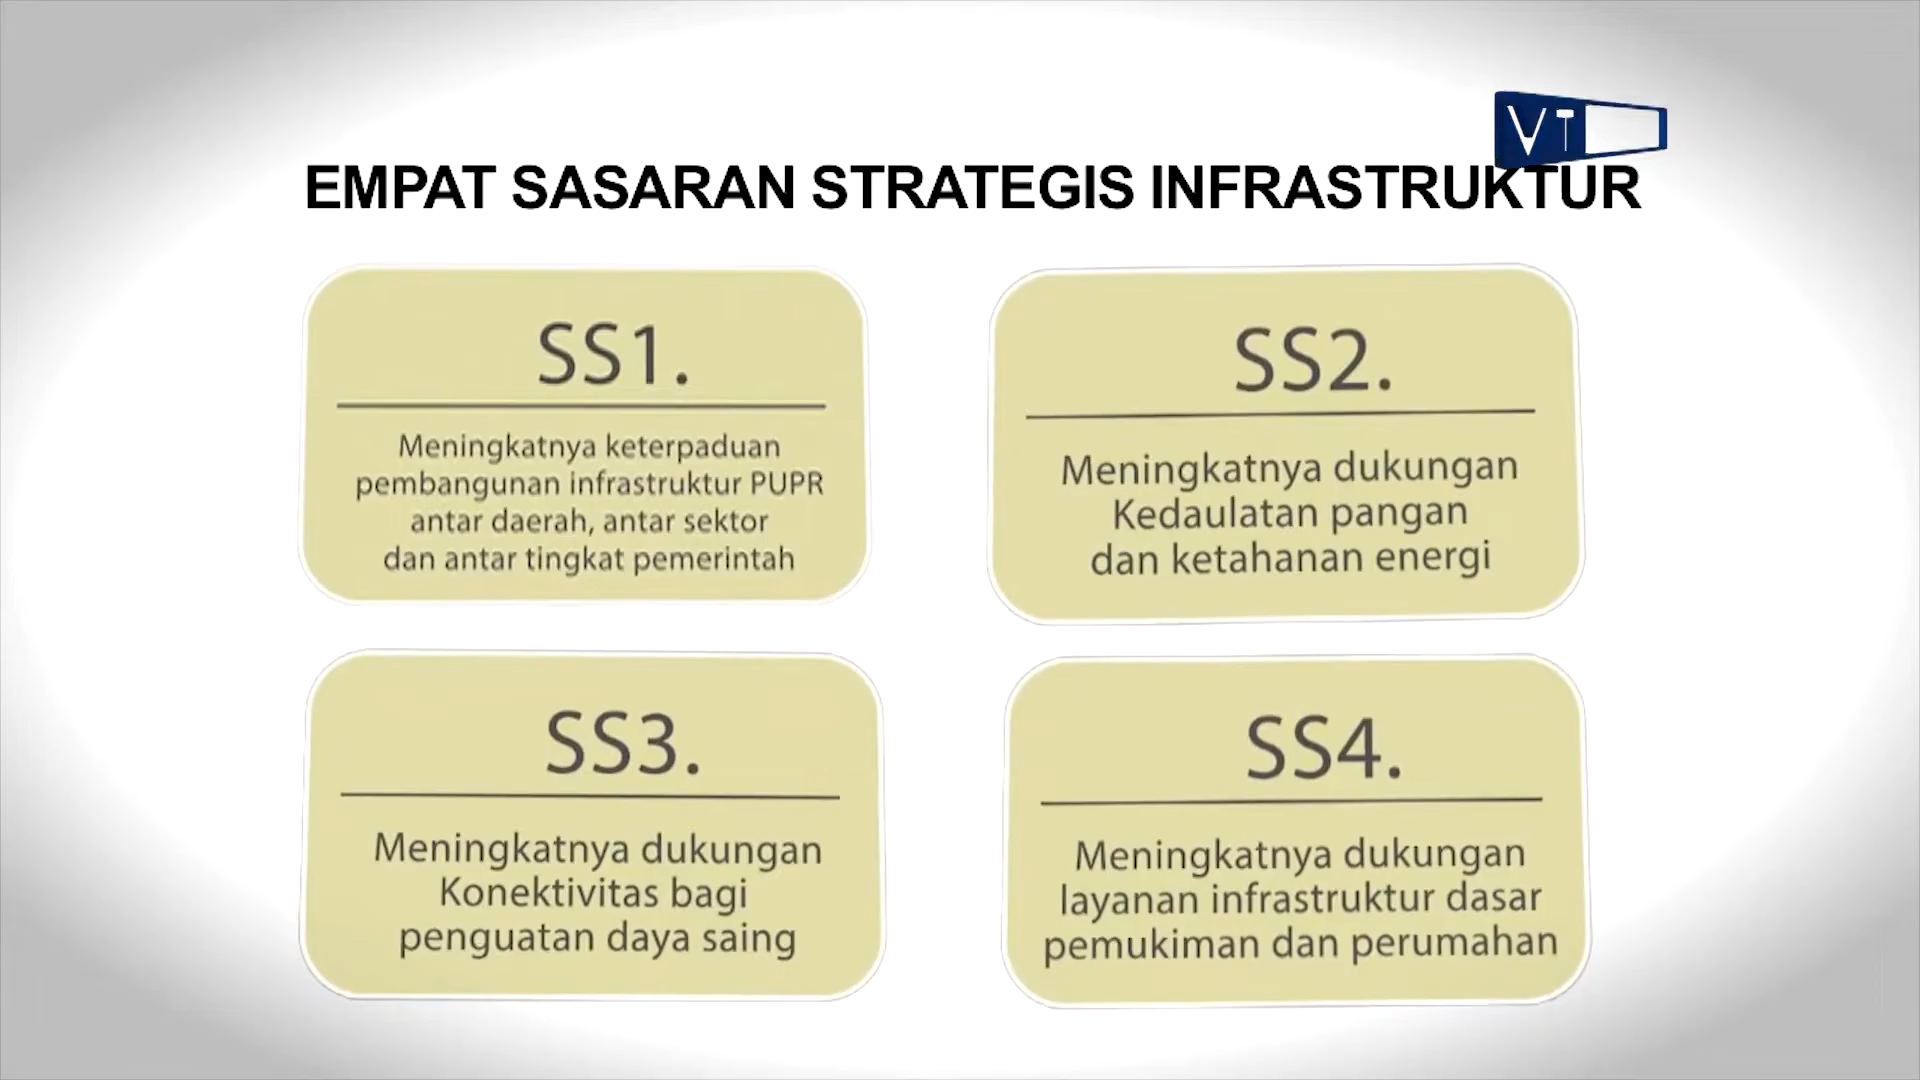 VT
EMPAT SASARAN STRATEGIS INFRASTRUKTUR
SS1.
Meningkatnya keterpaduan
pembangunan infrastruktur PUPR
antar daerah, antar sektor
dan antar tingkat pemerintah
SS2.
Meningkatnya dukungan
Kedaulatan pangan
dan ketahanan energi
SS3.
Meningkatnya dukungan
Konektivitas bagi
penguatan daya saing
SS4.
Meningkatnya dukungan
layanan infrastruktur dasar
pemukiman dan perumahan